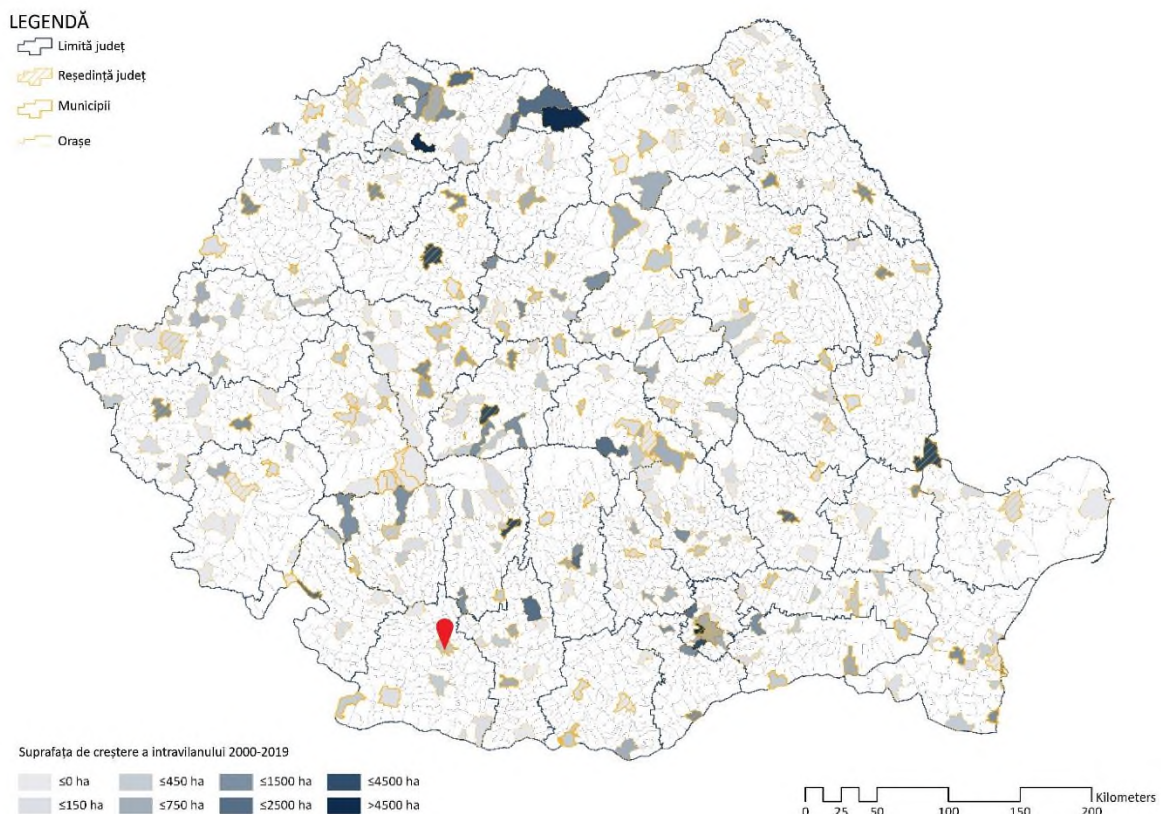 LEGENDĂ
Limită județ
Reședință județ
Municipii
Orașe
Suprafața de creștere a intravilanului 2000-2019
≤0 ha ≤450 ha ≤1500 ha ≤4500 ha
≤150 ha ≤750 ha ≤2500 ha >4500 ha
Kilometers
0 25 50 100 150 200